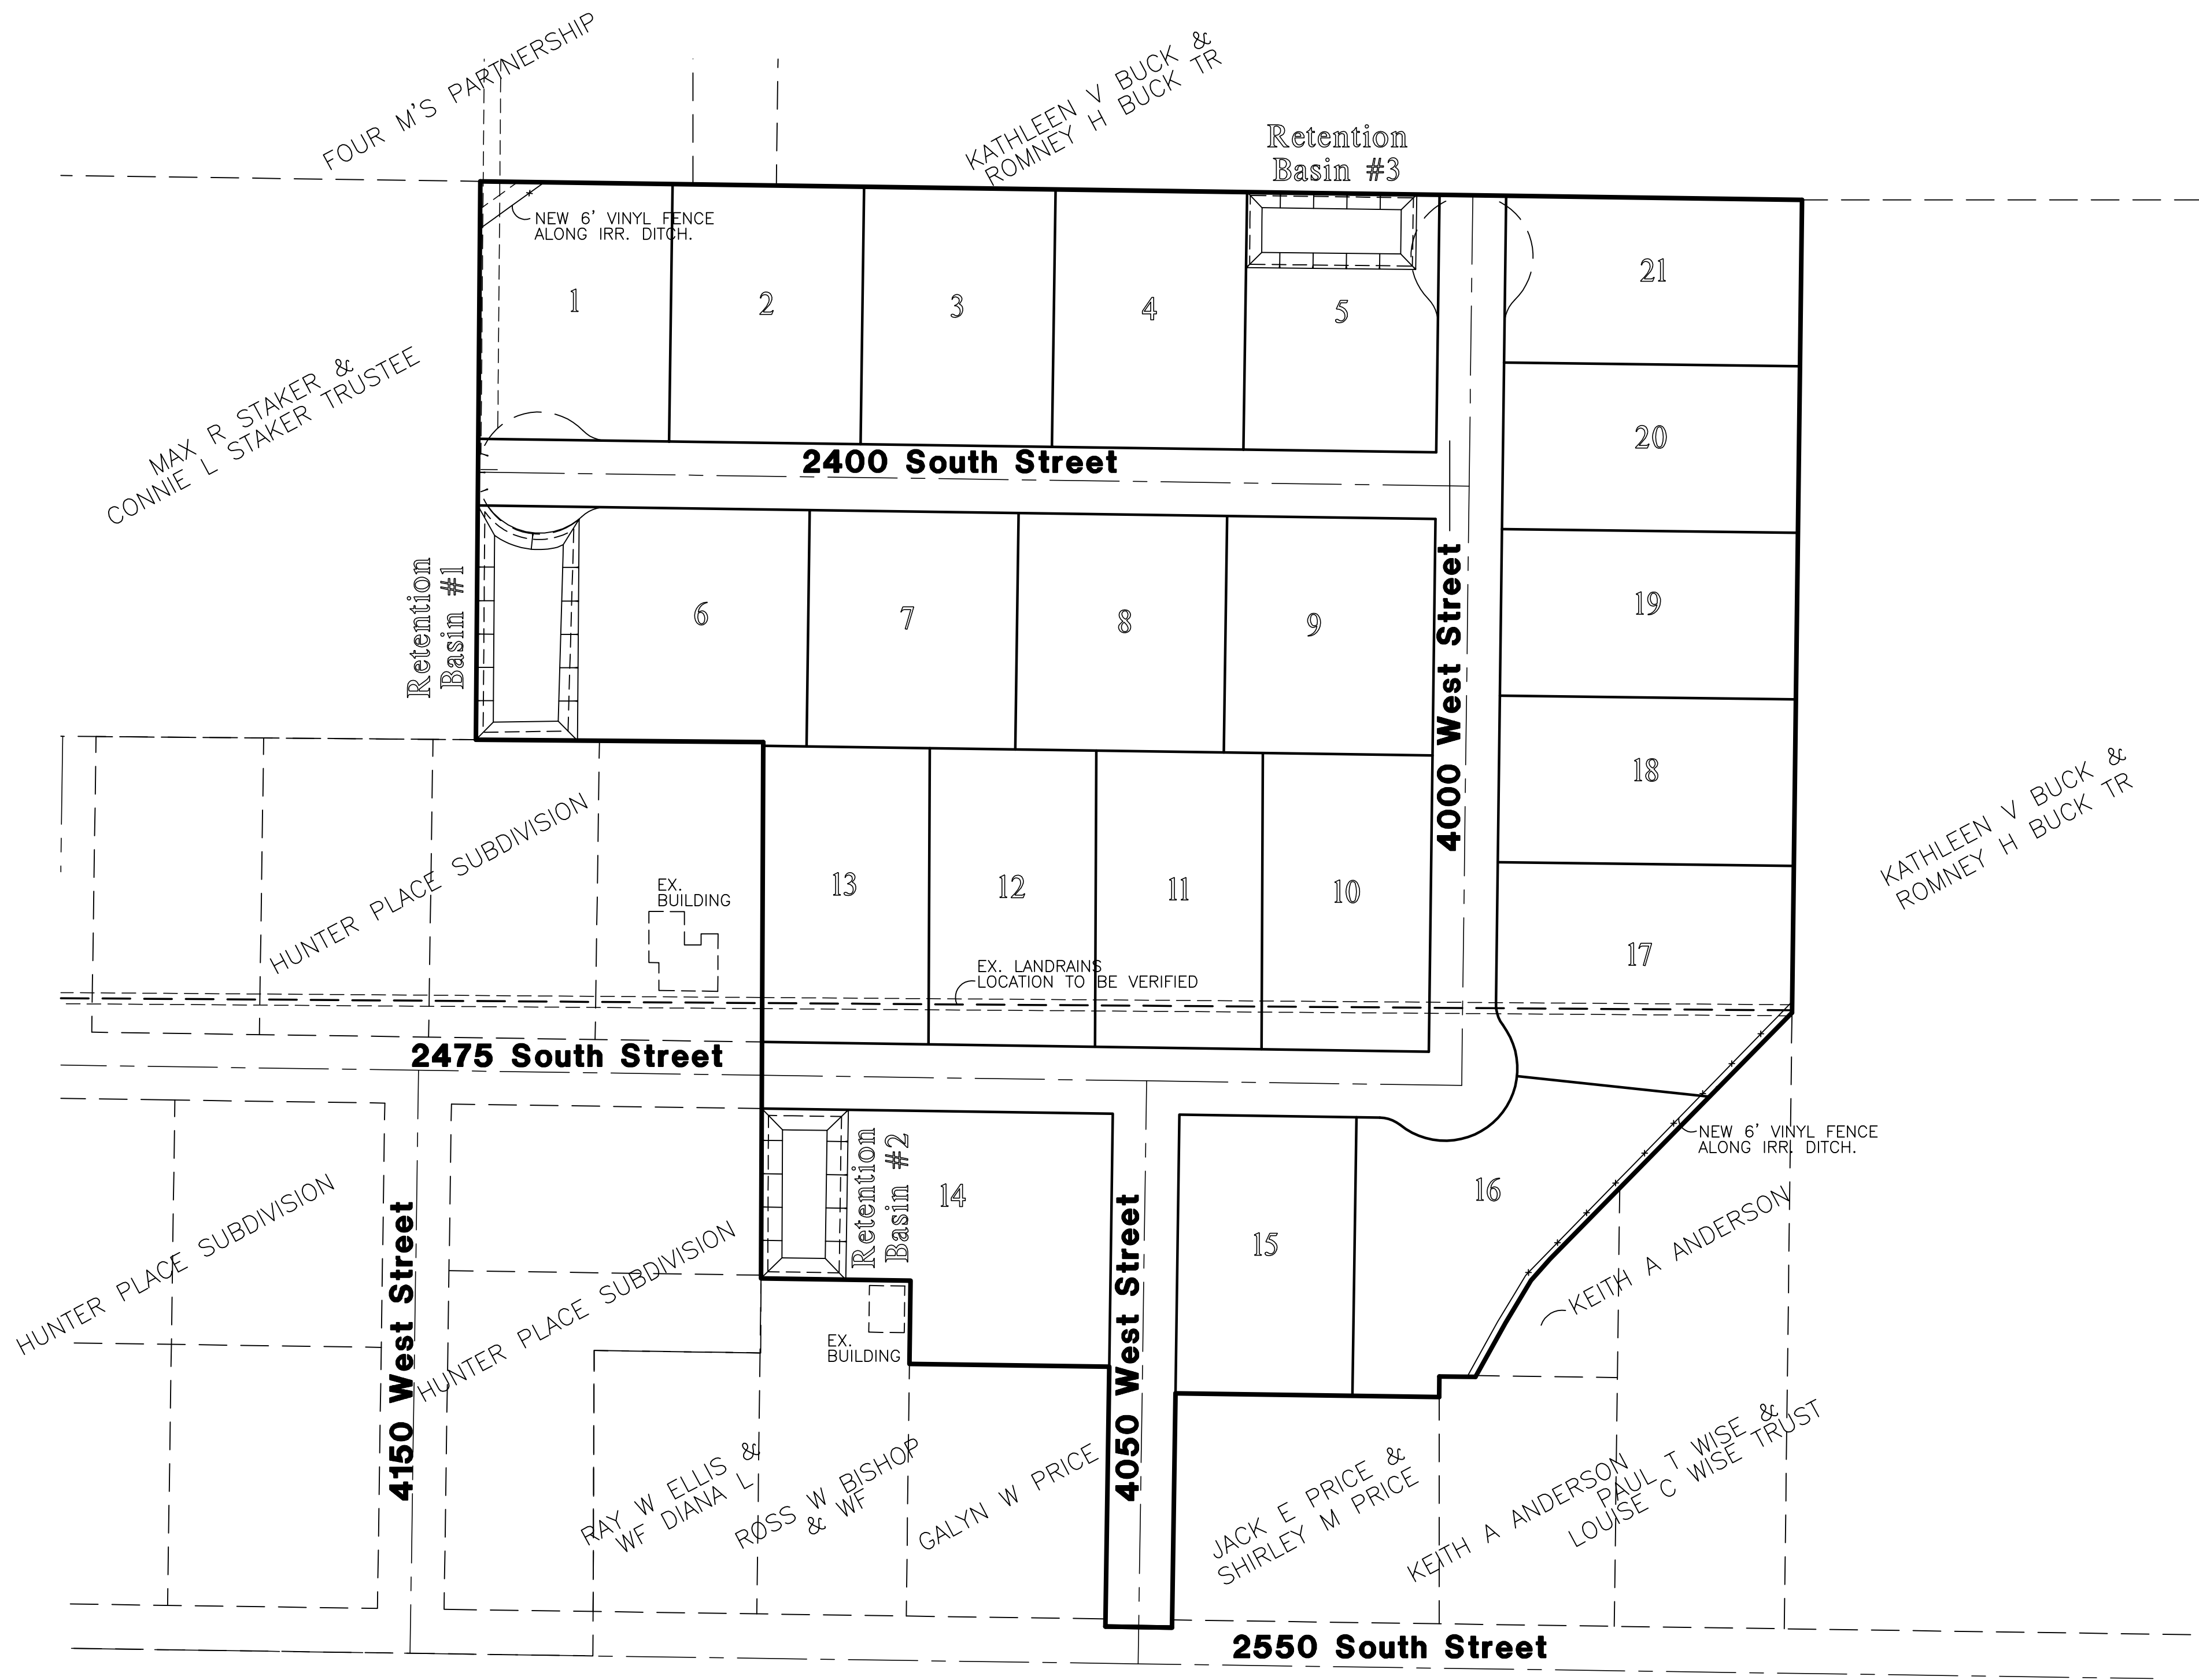 FOUR M'S PARTNERSHIP
KATHLEEN V BUCK &
ROMNEY H BUCK TR
Retention
Basin #3
NEW 6' VINYL FENCE
ALONG IRR. DITCH.
1
2
3
4
5
21
MAX R STAKER &
CONNIE L STAKER TRUSTEE
20
2400 South Street
Retention
Basin #1
6
7
8
9
4000 West Street
19
18
KATHLEEN V BUCK &
ROMNEY H BUCK TR
HUNTER PLACE SUBDIVISION
EX.
BUILDING
13
12
11
10
17
EX. LANDRAINS
LOCATION TO BE VERIFIED
2475 South Street
NEW 6' VINYL FENCE
ALONG IRR. DITCH.
Retention
Basin #2
14
15
16
HUNTER PLACE SUBDIVISION
4150 West Street
HUNTER PLACE SUBDIVISION
4050 West Street
KEITH A ANDERSON
EX.
BUILDING
RAY W ELLIS &
WF DIANA L
ROSS W BISHOP
& WF
GALYN W PRICE
JACK E PRICE &
SHIRLEY M PRICE
KEITH A ANDERSON
PAUL T WISE &
LOUISE C WISE TRUST
2550 South Street